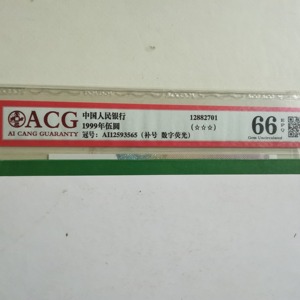 ACG
AI CANG GUARANTY
中国人民银行
1999年伍圆
冠号: AI12593565 (补号 数字荧光)
12882701
(☆☆☆)
66
EPQ
Gem Uncirculated